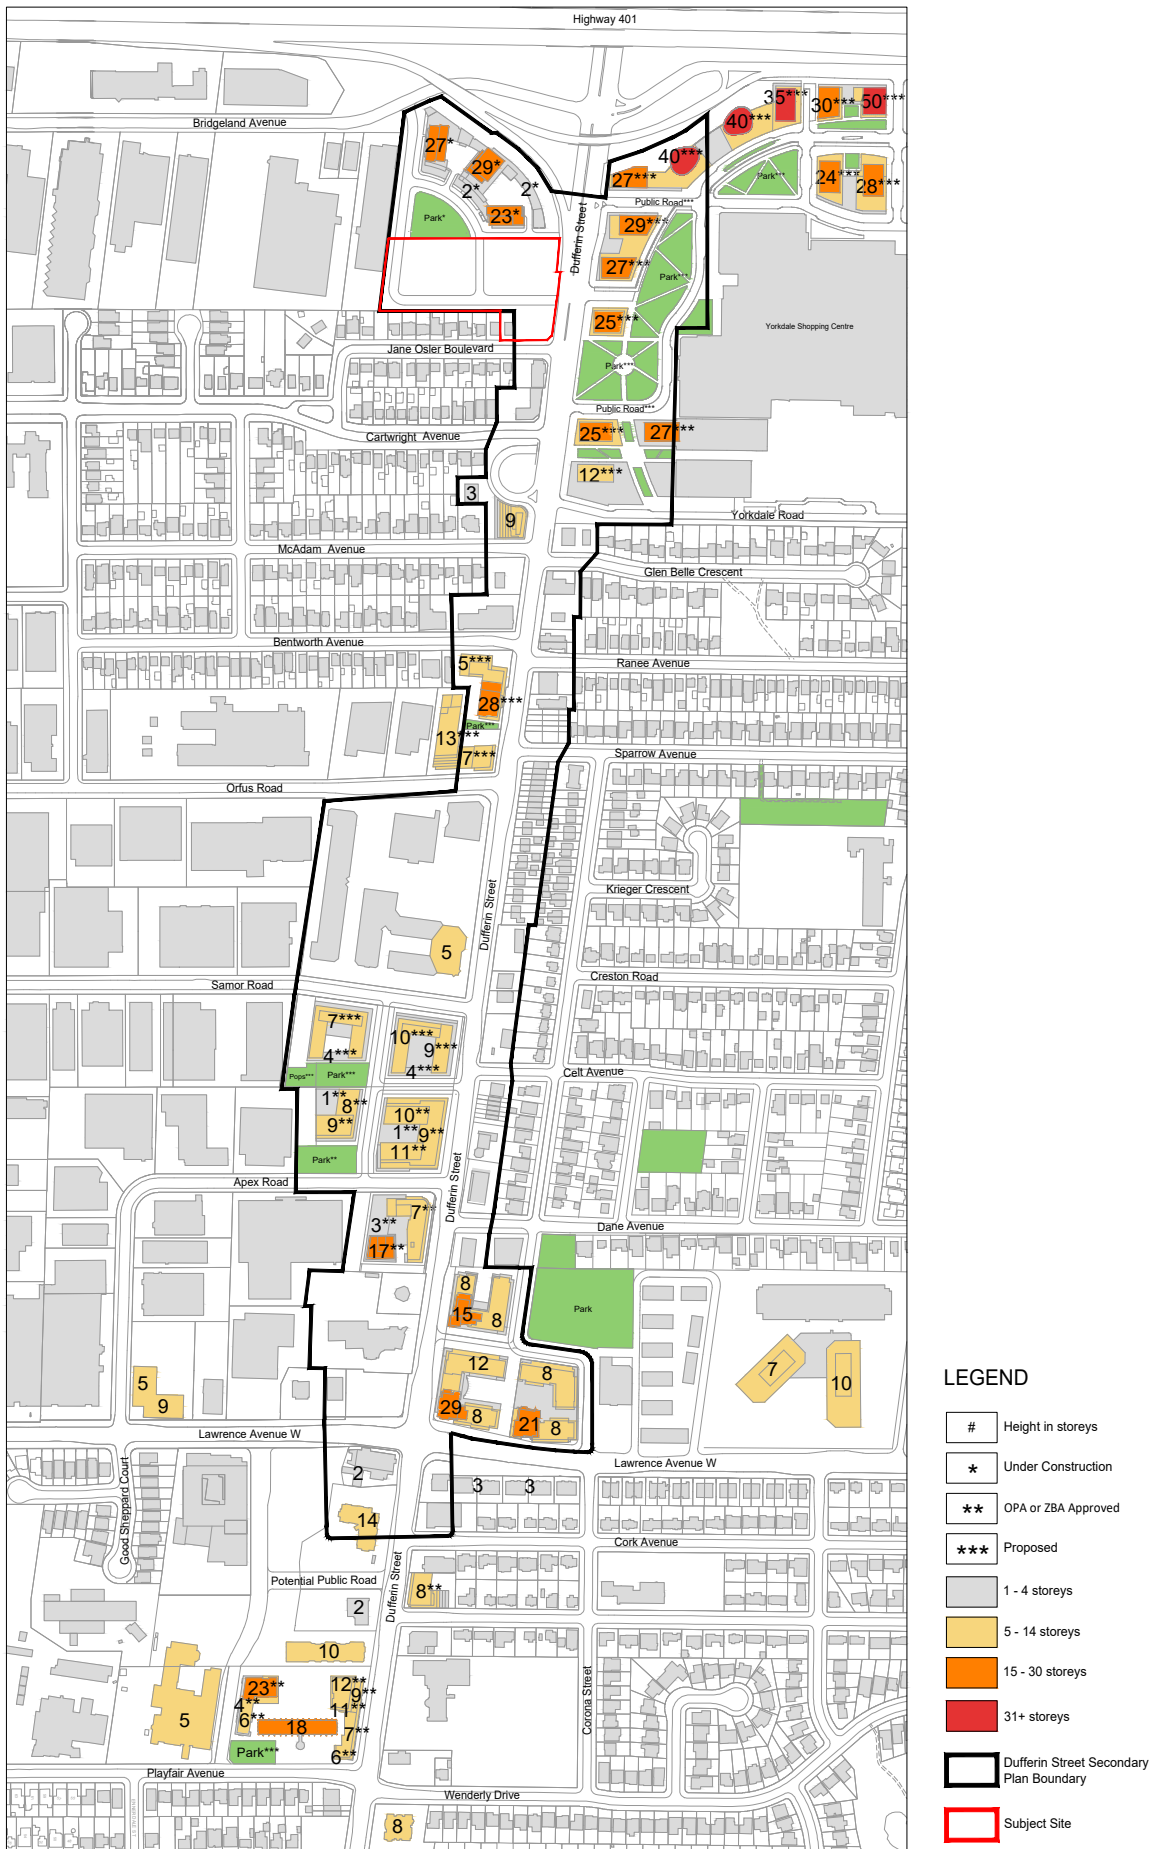 Highway 401
35***
30***
50***
40***
Bridgeland Avenue
27*
29*
40***
27***
Park***
24***
28***
2*
2*
23*
Park*
Public Road***
29***
Dufferin Street
27***
Park***
25***
Yorkdale Shopping Centre
Jane Osler Boulevard
Park***
Public Road***
Cartwright Avenue
25***
27***
12***
3
9
Yorkdale Road
McAdam Avenue
Glen Belle Crescent
Bentworth Avenue
Ranee Avenue
5***
28***
Park***
13***
7***
Sparrow Avenue
Orfus Road
Krieger Crescent
Dufferin Street
5
Creston Road
Samor Road
7***
10***
9***
4***
4***
Pops***
Park***
Celt Avenue
1**
8**
9**
10**
1**
9**
11**
Park**
Apex Road
Dufferin Street
7**
3**
17**
Dane Avenue
8
15
8
Park
12
8
7
10
5
9
29
8
21
8
Lawrence Avenue W
Lawrence Avenue W
2
3
3
Good Sheppard Court
14
Cork Avenue
Potential Public Road
Dufferin Street
8**
2
10
Corona Street
23**
12**
9**
4**
11**
6**
18
7**
5
Park***
6**
Playfair Avenue
Wenderly Drive
8
LEGEND
# Height in storeys
* Under Construction
** OPA or ZBA Approved
*** Proposed
1 - 4 storeys
5 - 14 storeys
15 - 30 storeys
31+ storeys
Dufferin Street Secondary
Plan Boundary
Subject Site